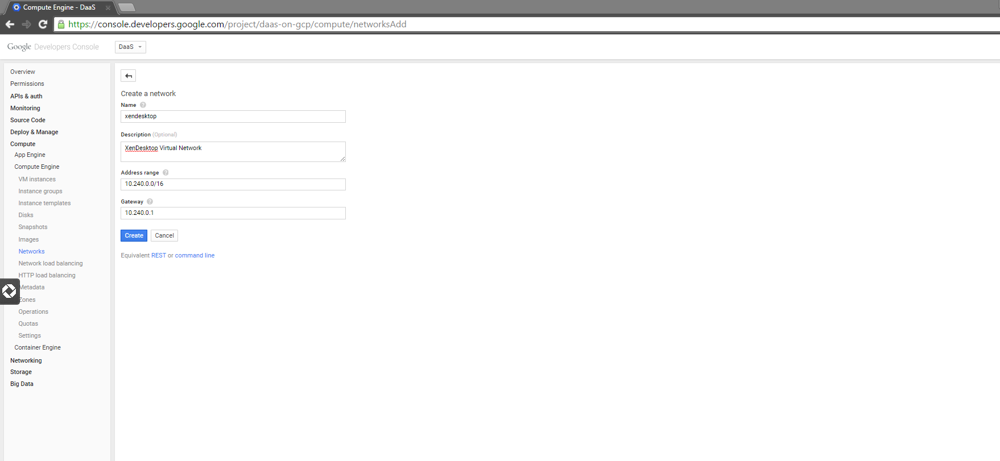 Compute Engine - DaaS
https://console.developers.google.com/project/daas-on-gcp/compute/networksAdd
Google Developers Console
DaaS
Overview
Permissions
APIs & auth
Monitoring
Source Code
Deploy & Manage
Compute
App Engine
Compute Engine
VM instances
Instance groups
Instance templates
Disks
Snapshots
Images
Networks
Network load balancing
HTTP load balancing
Metadata
Zones
Operations
Quotas
Settings
Container Engine
Networking
Storage
Big Data
Create a network
Name ?
xendesktop
Description (Optional)
XenDesktop Virtual Network
Address range ?
10.240.0.0/16
Gateway ?
10.240.0.1
Create Cancel
Equivalent REST or command line